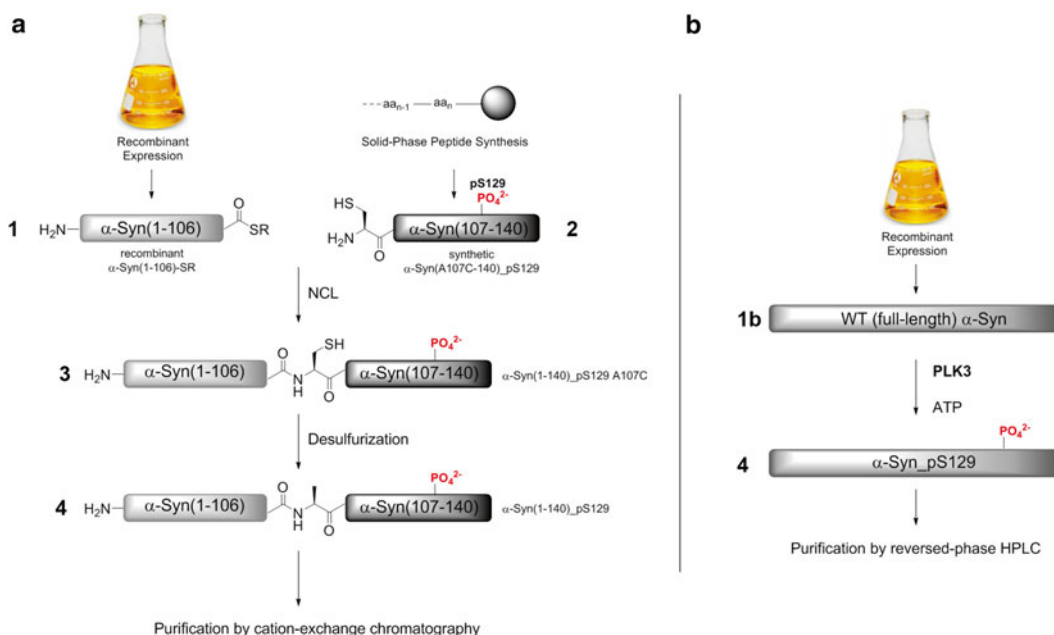 a
Recombinant
Expression
--- aaₙ₋₁ — aaₙ
Solid-Phase Peptide Synthesis
1
H₂N
α-Syn(1-106)
O
SR
recombinant
α-Syn(1-106)-SR
HS
H₂N
O
pS129
PO₄²⁻
α-Syn(107-140)
2
synthetic
α-Syn(A107C-140)_pS129
NCL
3
H₂N
α-Syn(1-106)
O
N
H
SH
O
PO₄²⁻
α-Syn(107-140)
α-Syn(1-140)_pS129 A107C
Desulfurization
4
H₂N
α-Syn(1-106)
O
N
H
O
PO₄²⁻
α-Syn(107-140)
α-Syn(1-140)_pS129
Purification by cation-exchange chromatography
b
Recombinant
Expression
1b
WT (full-length) α-Syn
PLK3
ATP
PO₄²⁻
4
α-Syn_pS129
Purification by reversed-phase HPLC